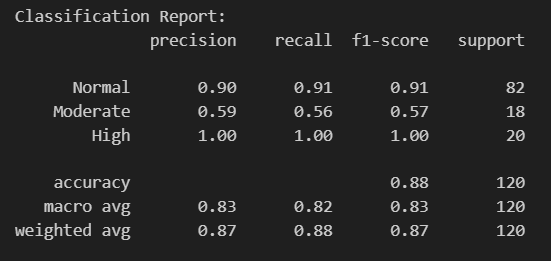 Classification Report:
precision recall f1-score support
Normal 0.90 0.91 0.91 82
Moderate 0.59 0.56 0.57 18
High 1.00 1.00 1.00 20
accuracy 0.88 120
macro avg 0.83 0.82 0.83 120
weighted avg 0.87 0.88 0.87 120